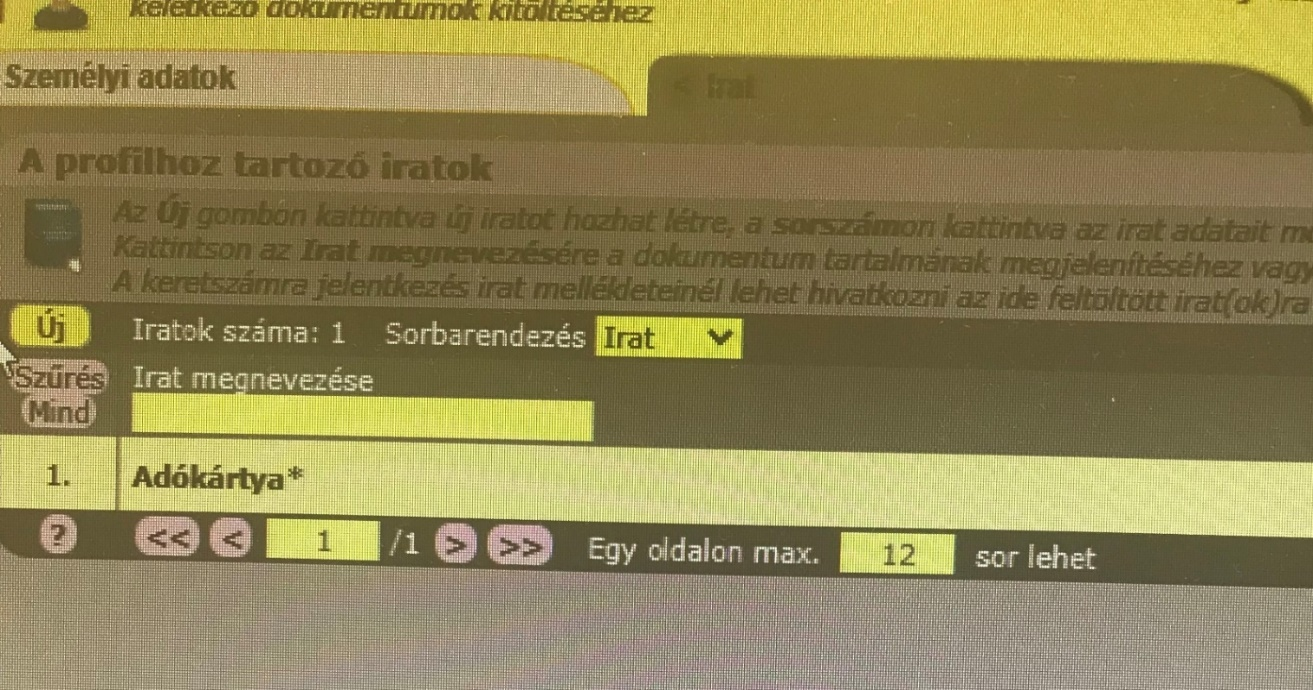 keletkező dokumentumok kitöltéséhez
Személyi adatok
< Irat
A profilhoz tartozó iratok
Az Új gombon kattintva új iratot hozhat létre, a sorszámon kattintva az irat adatait
Kattintson az Irat megnevezésére a dokumentum tartalmának megjelenítéséhez vagy
A keretszámra jelentkezés irat mellékleteinél lehet hivatkozni az ide feltöltött irat(ok)ra
Új Iratok száma: 1 Sorbarendezés Irat
Szűrés Irat megnevezése
Mind
1. Adókártya*
? << < 1 /1 > >> Egy oldalon max. 12 sor lehet